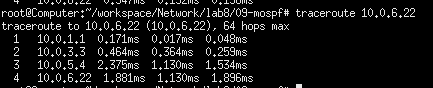 root@Computer:~/workspace/Network/lab8/09-mospf# traceroute 10.0.6.22
traceroute to 10.0.6.22 (10.0.6.22), 64 hops max
1 10.0.1.1 0.171ms 0.017ms 0.048ms
2 10.0.3.3 0.464ms 0.364ms 0.259ms
3 10.0.5.4 2.375ms 1.130ms 1.534ms
4 10.0.6.22 1.881ms 1.130ms 1.896ms